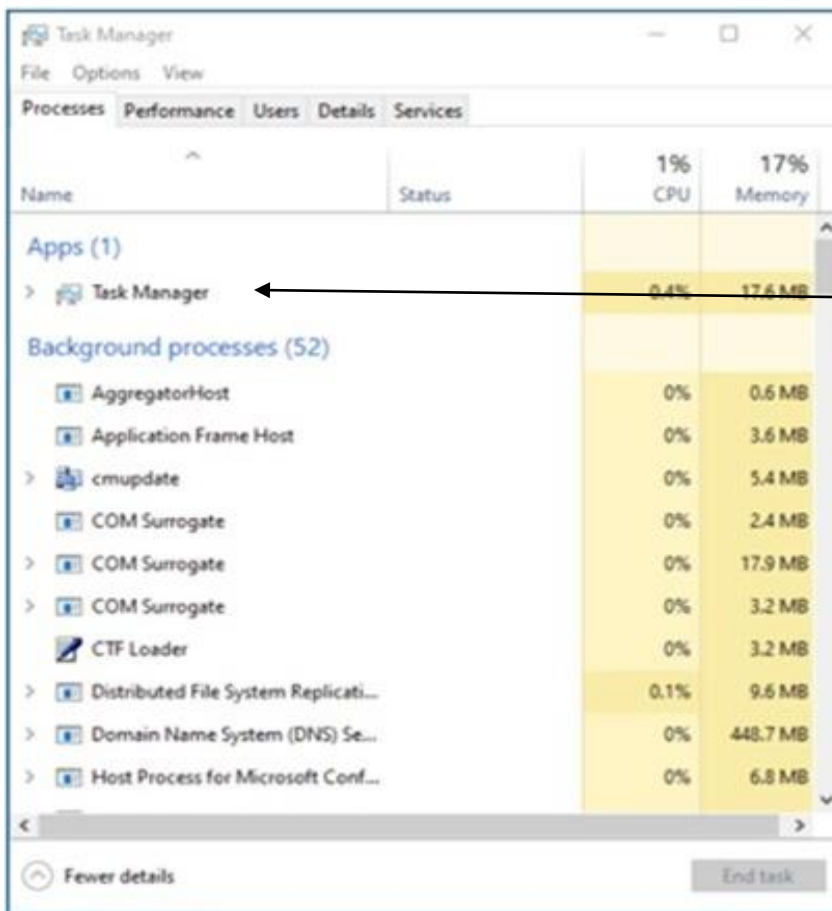 Task Manager
File Options View
Processes Performance Users Details Services
1% 17%
Name Status CPU Memory
Apps (1)
Task Manager 0.4% 17.6 MB
Background processes (52)
AggregatorHost 0% 0.6 MB
Application Frame Host 0% 3.6 MB
cmupdate 0% 5.4 MB
COM Surrogate 0% 2.4 MB
COM Surrogate 0% 17.9 MB
COM Surrogate 0% 3.2 MB
CTF Loader 0% 3.2 MB
Distributed File System Replicati... 0.1% 9.6 MB
Domain Name System (DNS) Se... 0% 448.7 MB
Host Process for Microsoft Conf... 0% 6.8 MB
Fewer details End task